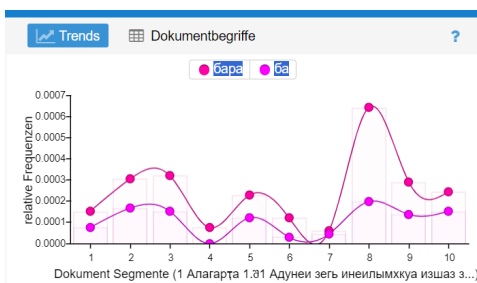 Trends Dokumentbegriffe ?
бара ба
relative Frequenzen
0.0007
0.0006
0.0005
0.0004
0.0003
0.0002
0.0001
0.0000
1 2 3 4 5 6 7 8 9 10
Dokument Segmente (1 Алагарҭа 1.ª1 Адунеи зегь инеилымхкуа изшаз з...)